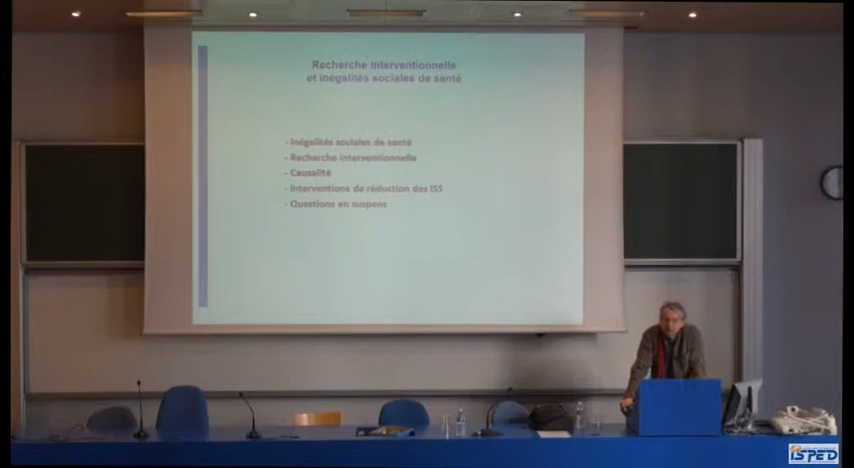 Recherche interventionnelle
et inégalités sociales de santé
- Inégalités sociales de santé
- Recherche interventionnelle
- Causalité
- Interventions de réduction des ISS
- Questions en suspens
ISPED